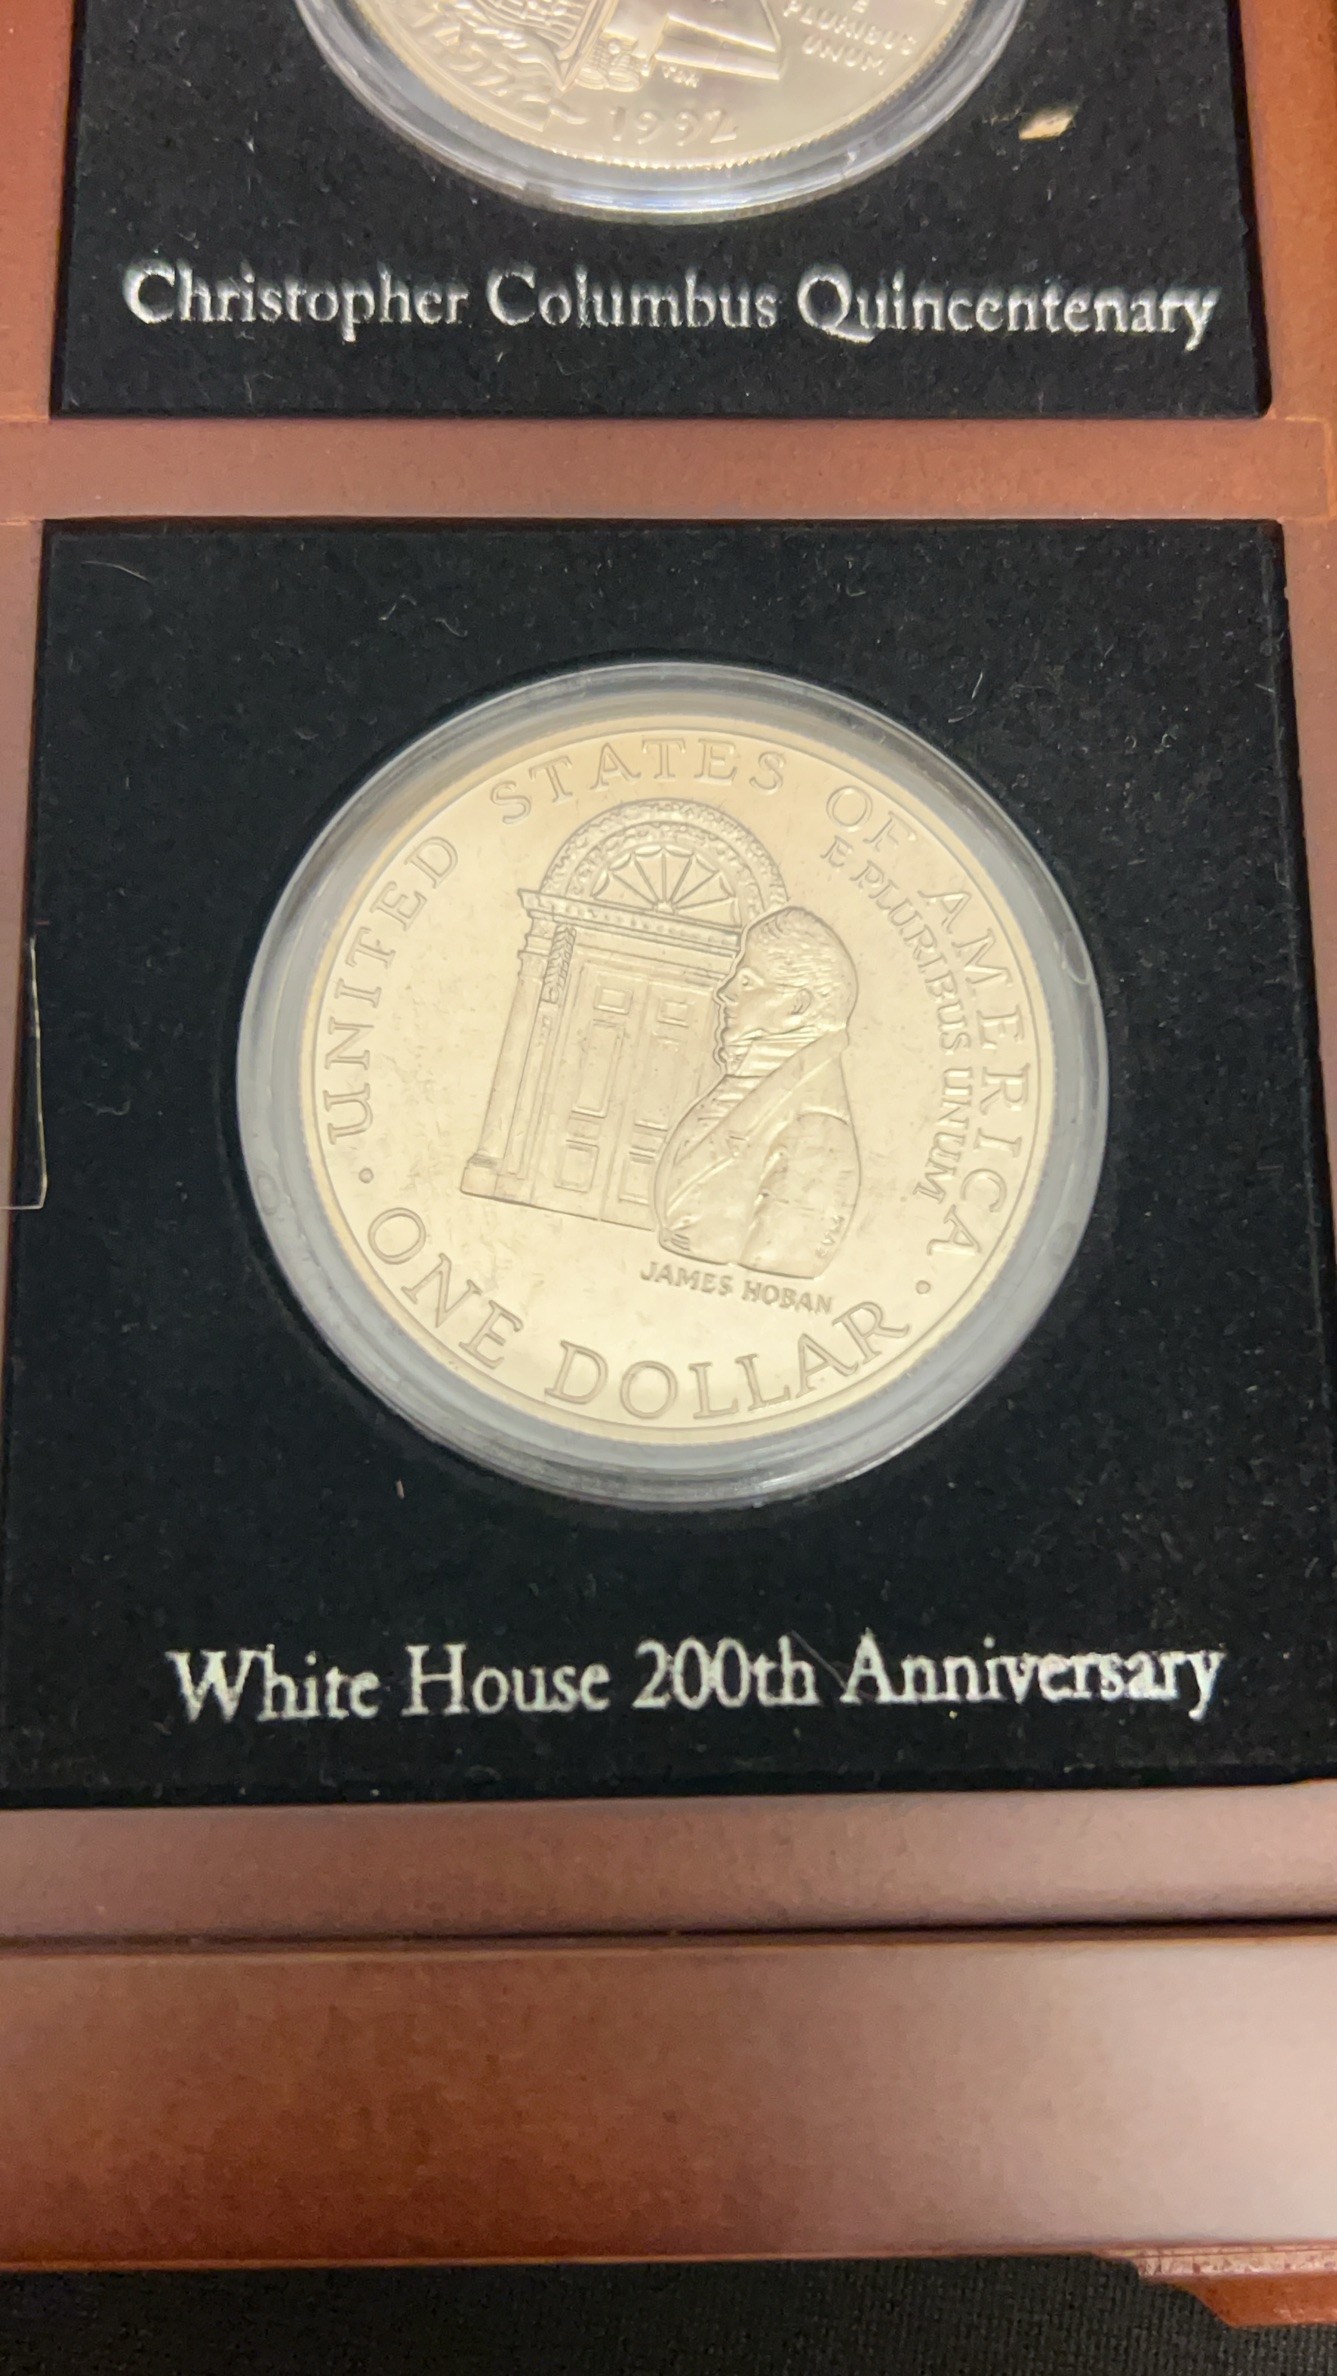 E
PLURIBUS
UNUM
1992
Christopher Columbus Quincentenary
UNITED STATES OF AMERICA
E PLURIBUS UNUM
JAMES HOBAN
· ONE DOLLAR ·
White House 200th Anniversary